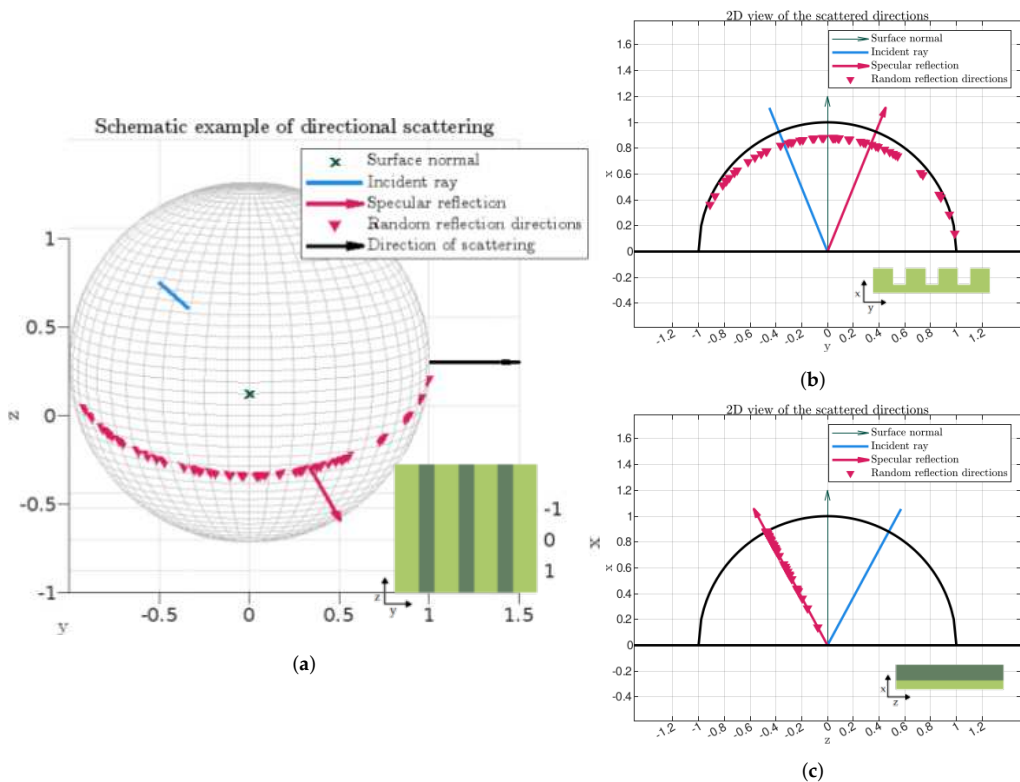 Schematic example of directional scattering
Surface normal
Incident ray
Specular reflection
Random reflection directions
Direction of scattering
1
0.5
0
-0.5
-1
z
-0.5
0
0.5
1
1.5
y
-1
0
1
x
z
y
(a)
2D view of the scattered directions
Surface normal
Incident ray
Specular reflection
Random reflection directions
1.6
1.4
1.2
1
0.8
0.6
0.4
0.2
0
-0.2
-0.4
x
-1.2
-1
-0.8
-0.6
-0.4
-0.2
0
0.2
0.4
0.6
0.8
1
1.2
y
x
y
(b)
2D view of the scattered directions
Surface normal
Incident ray
Specular reflection
Random reflection directions
1.6
1.4
1.2
1
0.8
0.6
0.4
0.2
0
-0.2
-0.4
x
-1.2
-1
-0.8
-0.6
-0.4
-0.2
0
0.2
0.4
0.6
0.8
1
1.2
z
x
z
(c)